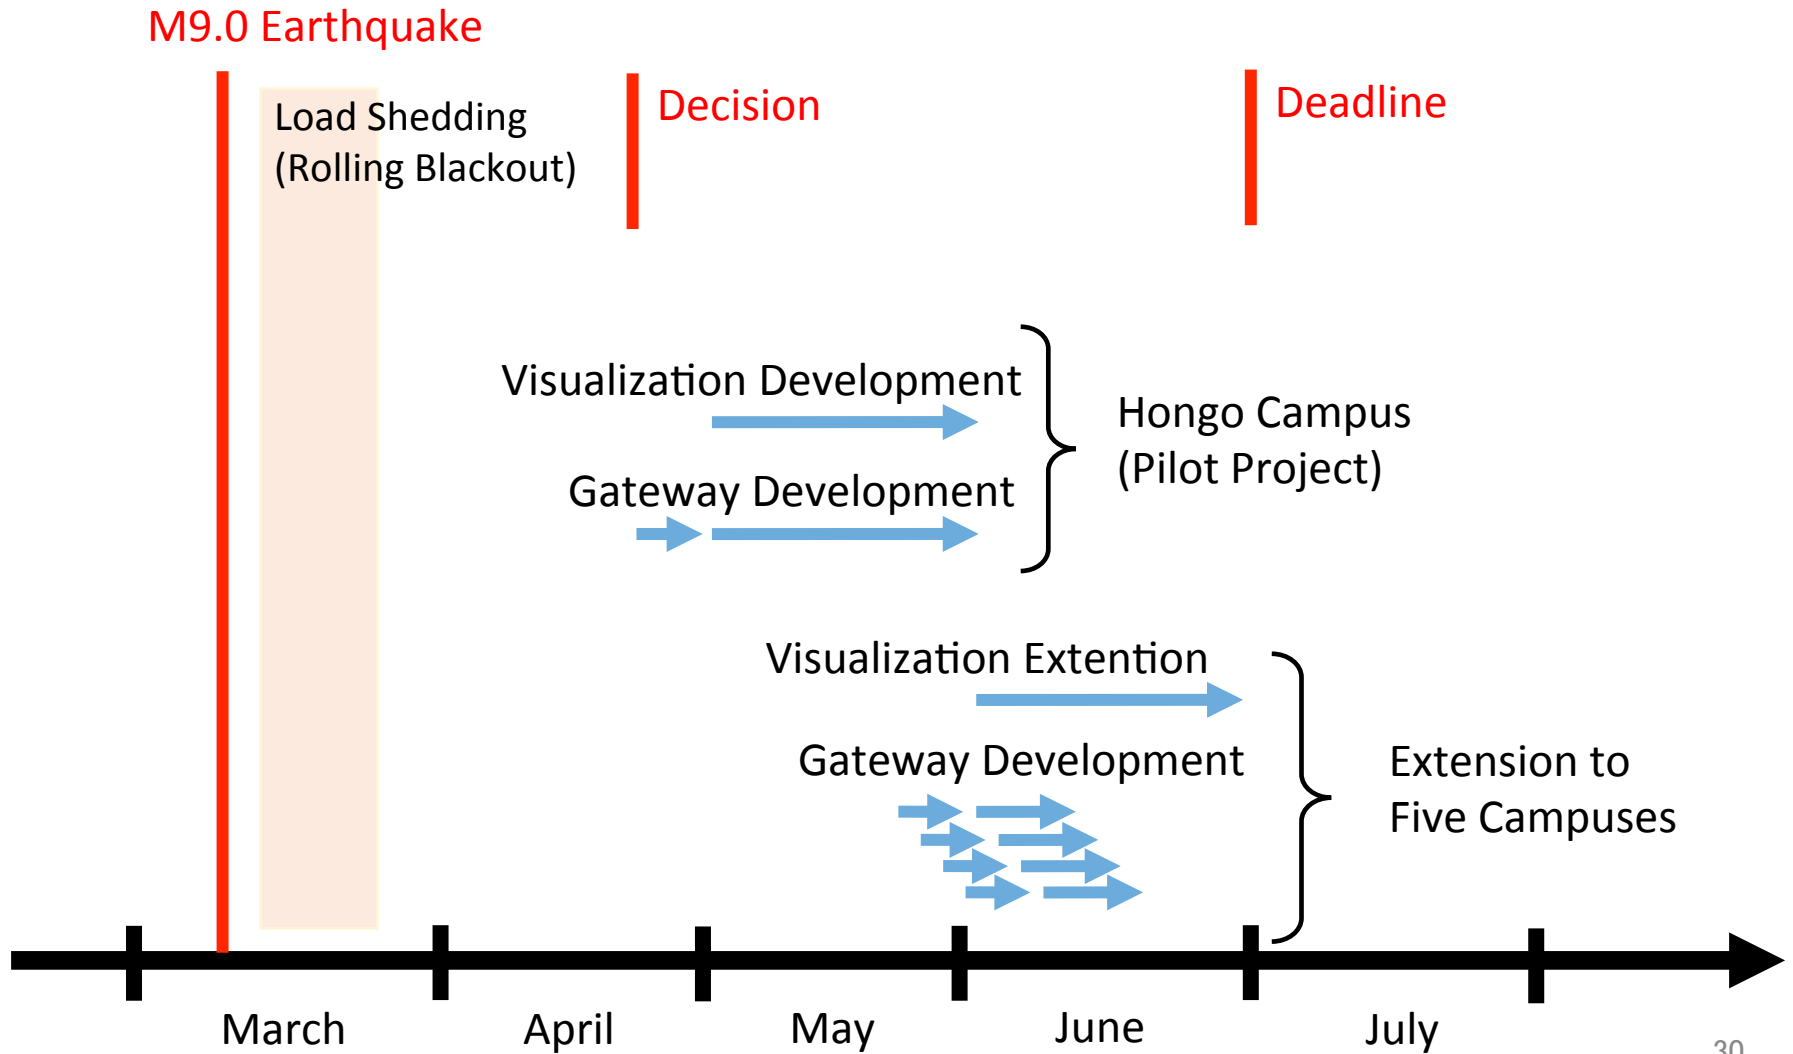 M9.0 Earthquake
Load Shedding
(Rolling Blackout)
Decision
Deadline
Visualization Development
Gateway Development
Hongo Campus
(Pilot Project)
Visualization Extention
Gateway Development
Extension to
Five Campuses
March
April
May
June
July
30